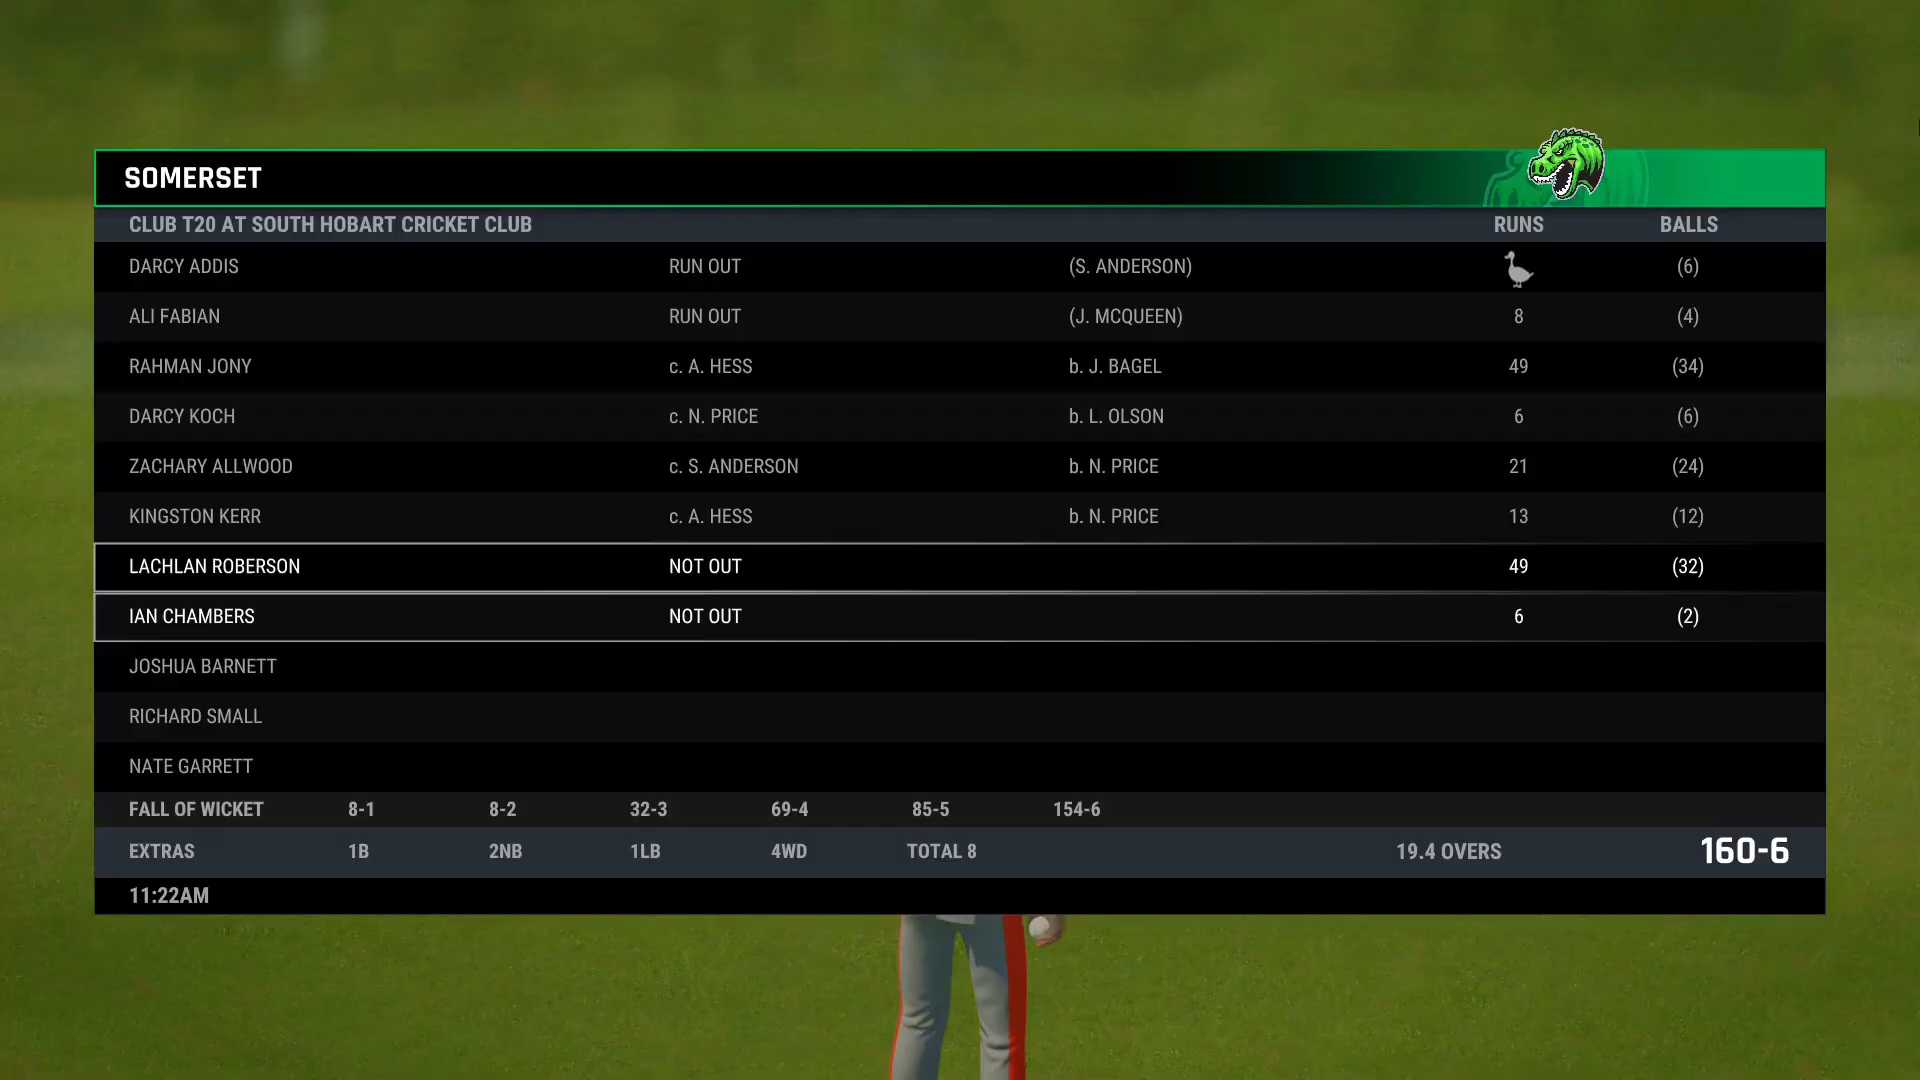 SOMERSET
CLUB T20 AT SOUTH HOBART CRICKET CLUB RUNS BALLS
DARCY ADDIS RUN OUT (S. ANDERSON) (6)
ALI FABIAN RUN OUT (J. MCQUEEN) 8 (4)
RAHMAN JONY c. A. HESS b. J. BAGEL 49 (34)
DARCY KOCH c. N. PRICE b. L. OLSON 6 (6)
ZACHARY ALLWOOD c. S. ANDERSON b. N. PRICE 21 (24)
KINGSTON KERR c. A. HESS b. N. PRICE 13 (12)
LACHLAN ROBERSON NOT OUT 49 (32)
IAN CHAMBERS NOT OUT 6 (2)
JOSHUA BARNETT
RICHARD SMALL
NATE GARRETT
FALL OF WICKET 8-1 8-2 32-3 69-4 85-5 154-6
EXTRAS 1B 2NB 1LB 4WD TOTAL 8 19.4 OVERS 160-6
11:22AM